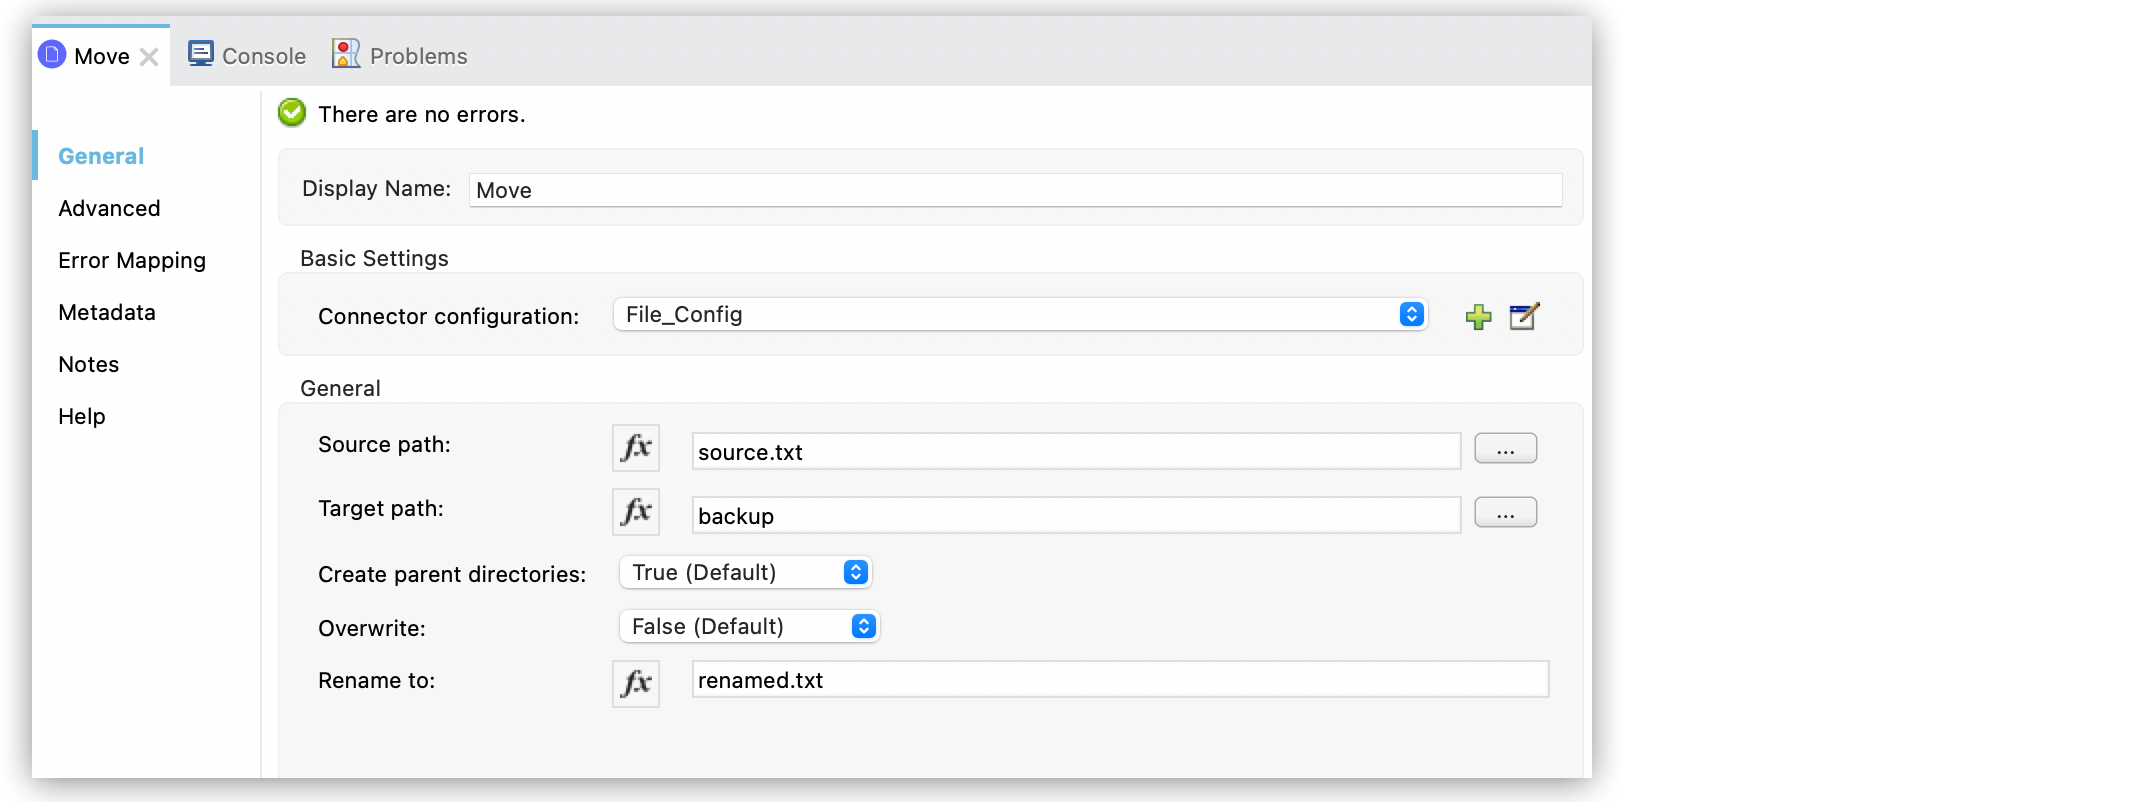 Move
Console
Problems
There are no errors.
General
Advanced
Error Mapping
Metadata
Notes
Help
Display Name: Move
Basic Settings
Connector configuration: File_Config
General
Source path: fx source.txt ...
Target path: fx backup ...
Create parent directories: True (Default)
Overwrite: False (Default)
Rename to: fx renamed.txt